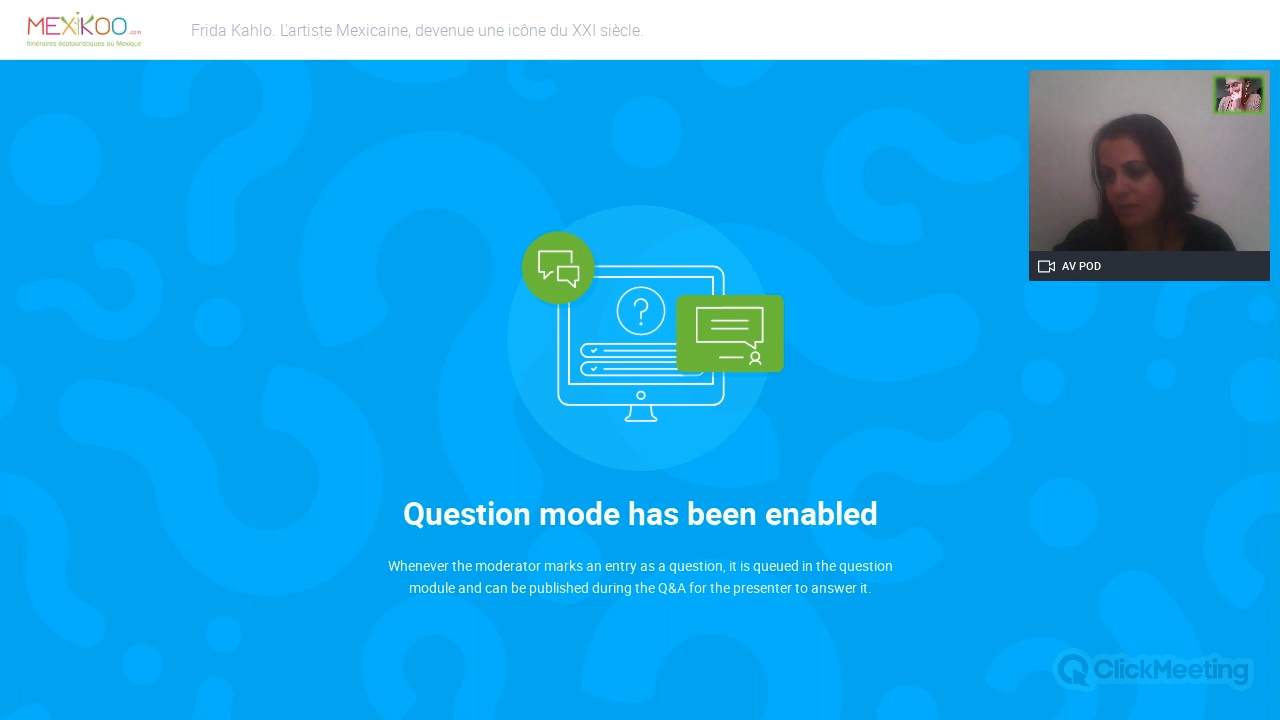 MEXIKOO.com
Itinéraires écotouristiques au Mexique
Frida Kahlo. L'artiste Mexicaine, devenue une icône du XXI siècle.
AV POD
Question mode has been enabled
Whenever the moderator marks an entry as a question, it is queued in the question
module and can be published during the Q&A for the presenter to answer it.
ClickMeeting